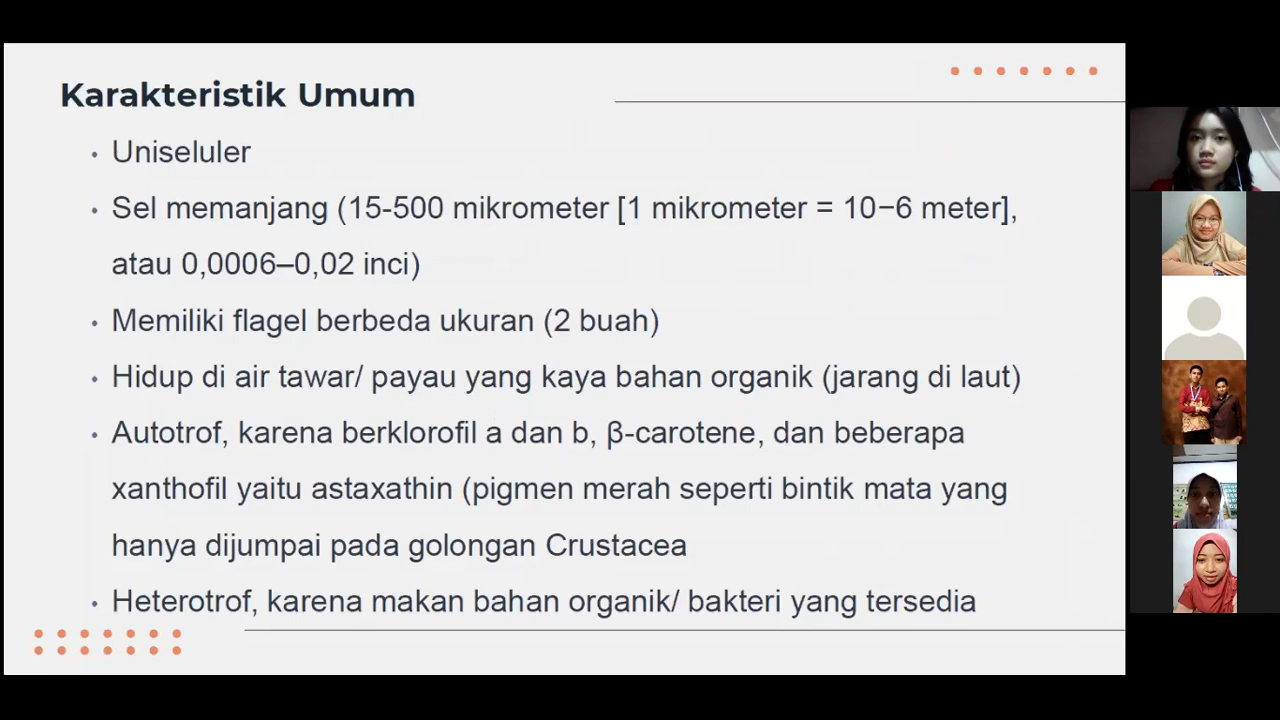 Karakteristik Umum
• Uniseluler
• Sel memanjang (15-500 mikrometer [1 mikrometer = 10−6 meter],
atau 0,0006–0,02 inci)
• Memiliki flagel berbeda ukuran (2 buah)
• Hidup di air tawar/ payau yang kaya bahan organik (jarang di laut)
• Autotrof, karena berklorofil a dan b, β-carotene, dan beberapa
xanthofil yaitu astaxathin (pigmen merah seperti bintik mata yang
hanya dijumpai pada golongan Crustacea
• Heterotrof, karena makan bahan organik/ bakteri yang tersedia